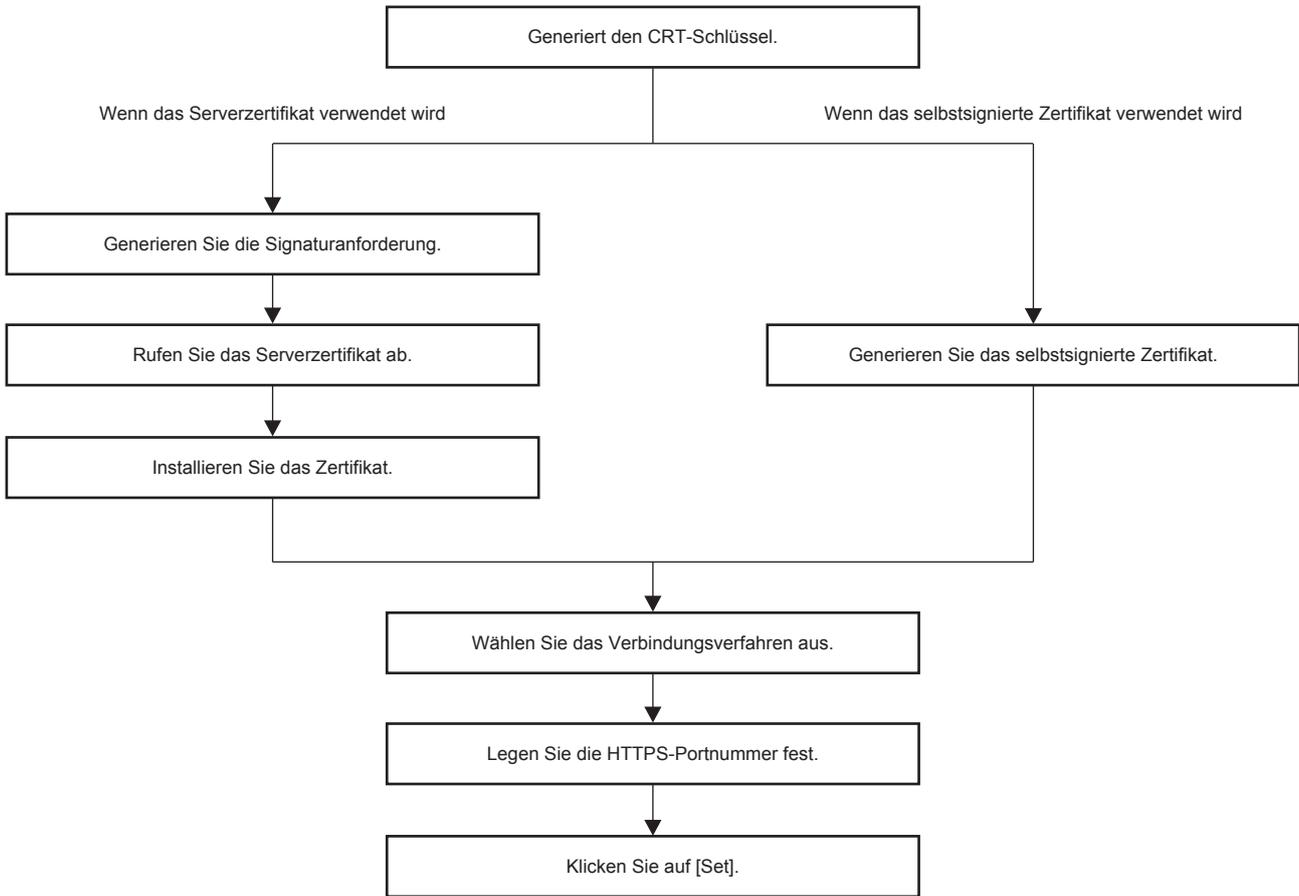 Generiert den CRT-Schlüssel.
Wenn das Serverzertifikat verwendet wird
Wenn das selbstsignierte Zertifikat verwendet wird
Generieren Sie die Signaturanforderung.
Rufen Sie das Serverzertifikat ab.
Generieren Sie das selbstsignierte Zertifikat.
Installieren Sie das Zertifikat.
Wählen Sie das Verbindungsverfahren aus.
Legen Sie die HTTPS-Portnummer fest.
Klicken Sie auf [Set].